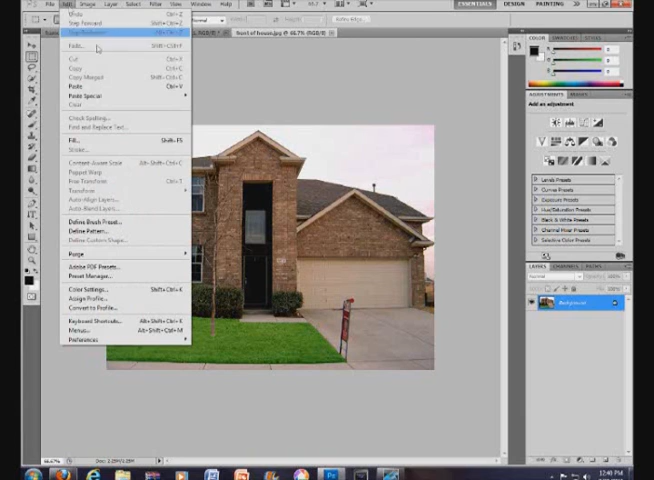 Edit Image Layer Select Filter View Window Help
ESSENTIALS DESIGN PAINTING
front of house.jpg @ 66.7%
Undo Ctrl+Z
Step Forward Shift+Ctrl+Z
Step Backward Alt+Ctrl+Z
Fade... Shift+Ctrl+F
Cut Ctrl+X
Copy Ctrl+C
Copy Merged Shift+Ctrl+C
Paste Ctrl+V
Paste Special
Clear
Check Spelling...
Find and Replace Text...
Fill... Shift+F5
Stroke...
Content-Aware Scale Alt+Shift+Ctrl+C
Puppet Warp
Free Transform Ctrl+T
Transform
Auto-Align Layers...
Auto-Blend Layers...
Define Brush Preset...
Define Pattern...
Define Custom Shape...
Purge
Adobe PDF Presets...
Preset Manager...
Color Settings... Shift+Ctrl+K
Assign Profile...
Convert to Profile...
Keyboard Shortcuts... Alt+Shift+Ctrl+K
Menus... Alt+Shift+Ctrl+M
Preferences
COLOR SWATCHES STYLES
ADJUSTMENTS MASKS
Add an adjustment
Levels Presets
Curves Presets
Exposure Presets
Hue/Saturation Presets
Black & White Presets
Channel Mixer Presets
Selective Color Presets
LAYERS CHANNELS PATHS
Normal
Background
66.67%
12:40 PM